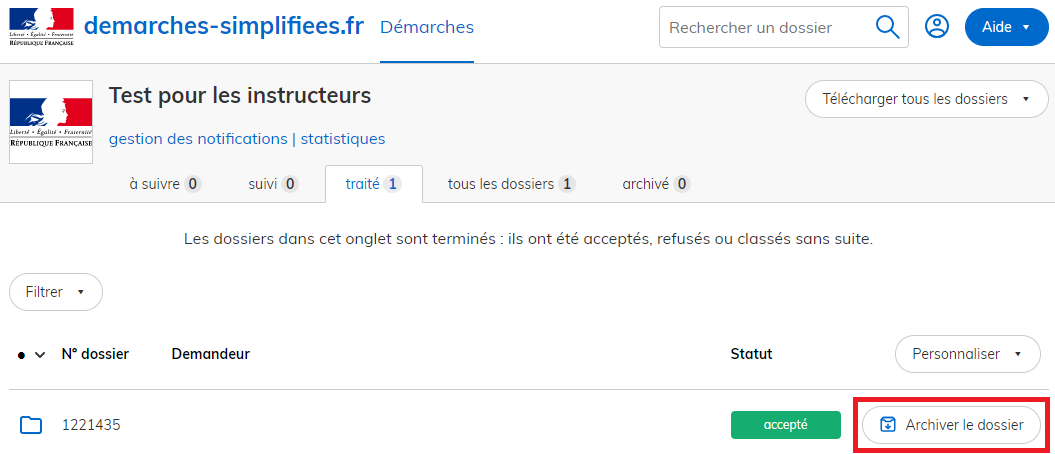 demarches-simplifiees.fr Démarches Rechercher un dossier Aide
Liberté • Égalité • Fraternité
RÉPUBLIQUE FRANÇAISE
Test pour les instructeurs Télécharger tous les dossiers
Liberté • Égalité • Fraternité
RÉPUBLIQUE FRANÇAISE
gestion des notifications | statistiques
à suivre 0 suivi 0 traité 1 tous les dossiers 1 archivé 0
Les dossiers dans cet onglet sont terminés : ils ont été acceptés, refusés ou classés sans suite.
Filtrer
N° dossier Demandeur Statut Personnaliser
1221435 accepté Archiver le dossier